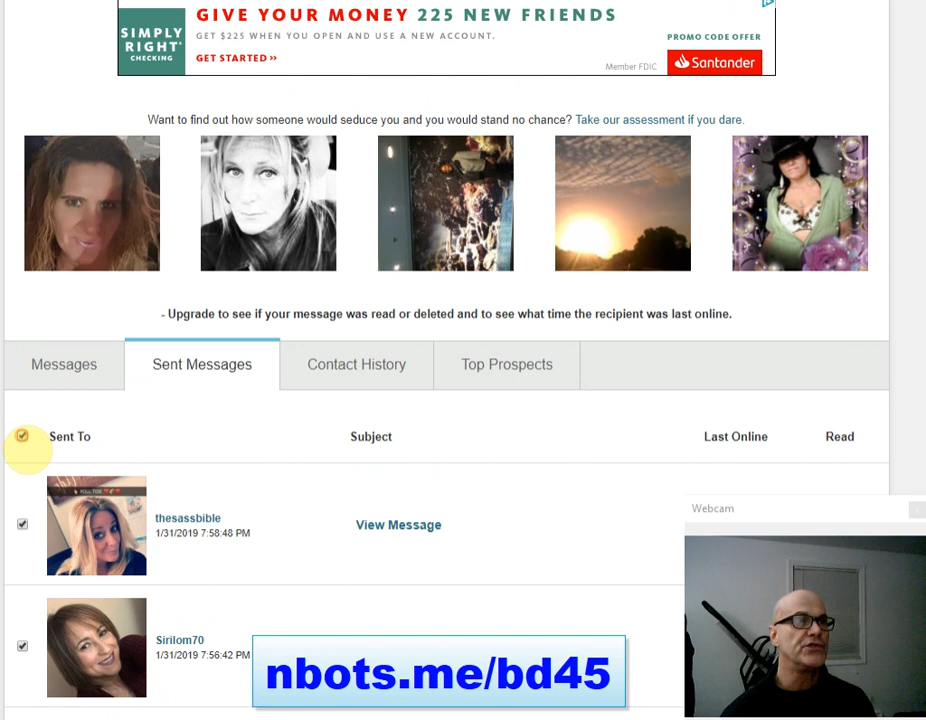 GIVE YOUR MONEY 225 NEW FRIENDS
SIMPLY
RIGHT
CHECKING
GET $225 WHEN YOU OPEN AND USE A NEW ACCOUNT.
PROMO CODE OFFER
GET STARTED >>
Member FDIC
Santander
Want to find out how someone would seduce you and you would stand no chance? Take our assessment if you dare.
- Upgrade to see if your message was read or deleted and to see what time the recipient was last online.
Messages
Sent Messages
Contact History
Top Prospects
Sent To
Subject
Last Online
Read
thesassbible
1/31/2019 7:58:48 PM
View Message
Webcam
Sirilom70
1/31/2019 7:56:42 PM
nbots.me/bd45